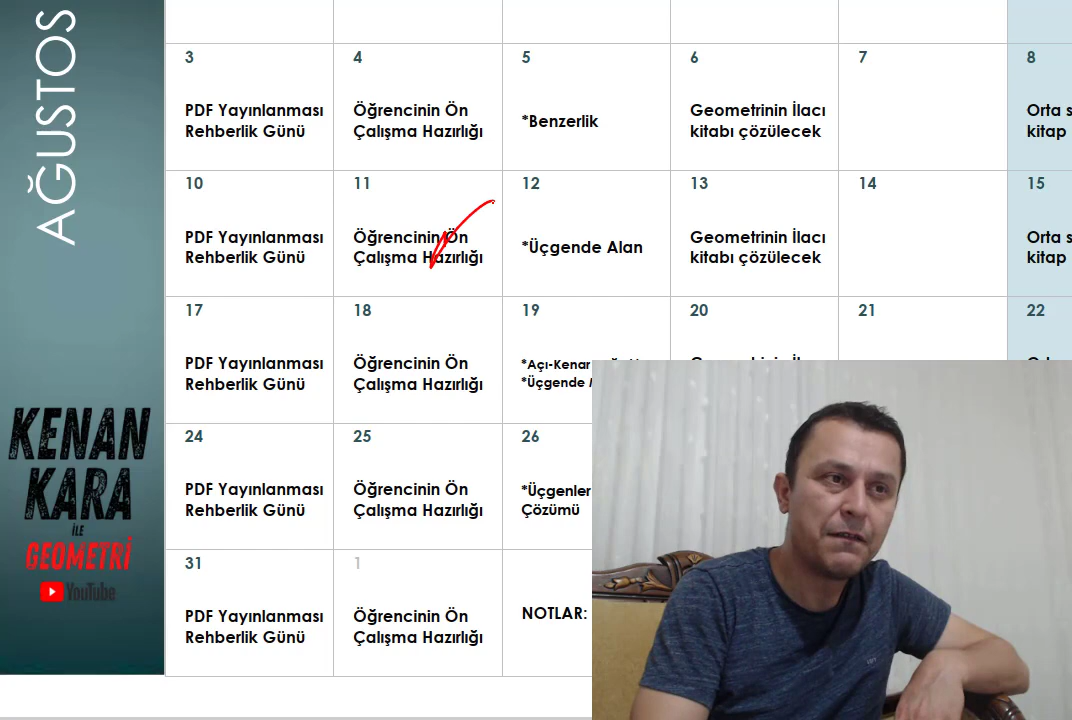 AĞUSTOS
3
4
5
6
7
8
PDF Yayınlanması
Rehberlik Günü
Öğrencinin Ön
Çalışma Hazırlığı
*Benzerlik
Geometrinin İlacı
kitabı çözülecek
Orta s
kitap
10
11
12
13
14
15
PDF Yayınlanması
Rehberlik Günü
Öğrencinin Ön
Çalışma Hazırlığı
*Üçgende Alan
Geometrinin İlacı
kitabı çözülecek
Orta s
kitap
17
18
19
20
21
22
PDF Yayınlanması
Rehberlik Günü
Öğrencinin Ön
Çalışma Hazırlığı
*Açı-Kenar
*Üçgende
24
25
26
PDF Yayınlanması
Rehberlik Günü
Öğrencinin Ön
Çalışma Hazırlığı
*Üçgenler
Çözümü
31
1
PDF Yayınlanması
Rehberlik Günü
Öğrencinin Ön
Çalışma Hazırlığı
NOTLAR:
KENAN
KARA
İLE
GEOMETRİ
YouTube